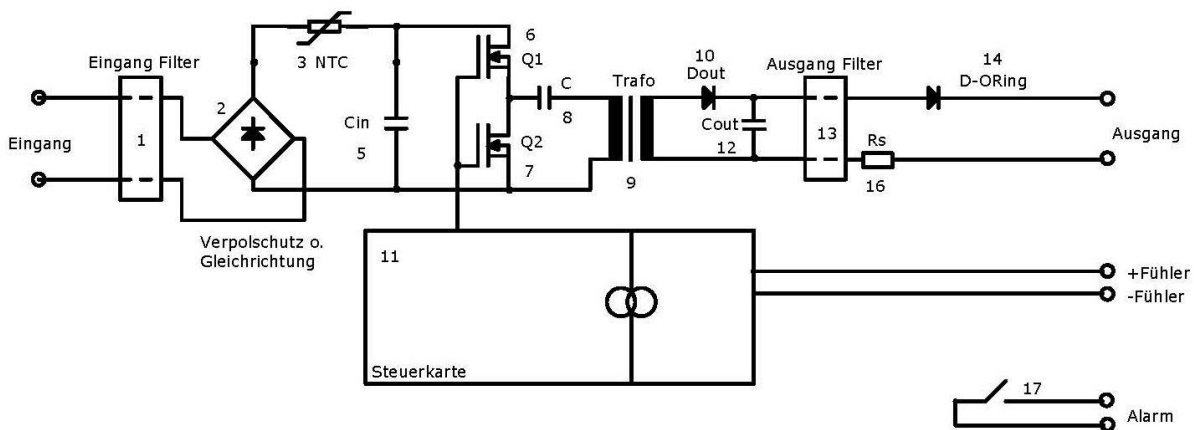 6
3 NTC
Q1
10
14
Eingang Filter
Trafo
Dout
Ausgang Filter
D-ORing
2
C
Eingang
1
Cin
8
Cout
13
Rs
Ausgang
5
Q2
12
7
9
16
Verpolschutz o.
Gleichrichtung
11
+Fühler
-Fühler
Steuerkarte
17
Alarm